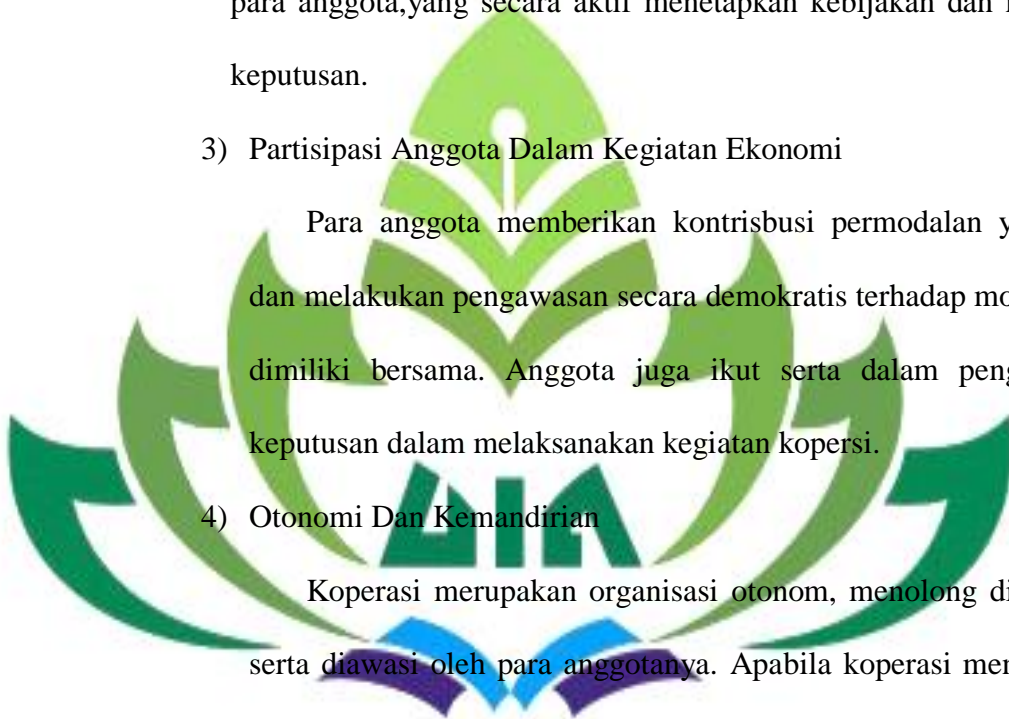 para anggota,yang secara aktif menetapkan kebijakan dan
keputusan.
3) Partisipasi Anggota Dalam Kegiatan Ekonomi
Para anggota memberikan kontrisbusi permodalan
dan melakukan pengawasan secara demokratis terhadap
dimiliki bersama. Anggota juga ikut serta dalam
keputusan dalam melaksanakan kegiatan kopersi.
4) Otonomi Dan Kemandirian
Koperasi merupakan organisasi otonom, menolong
serta diawasi oleh para anggotanya. Apabila koperasi